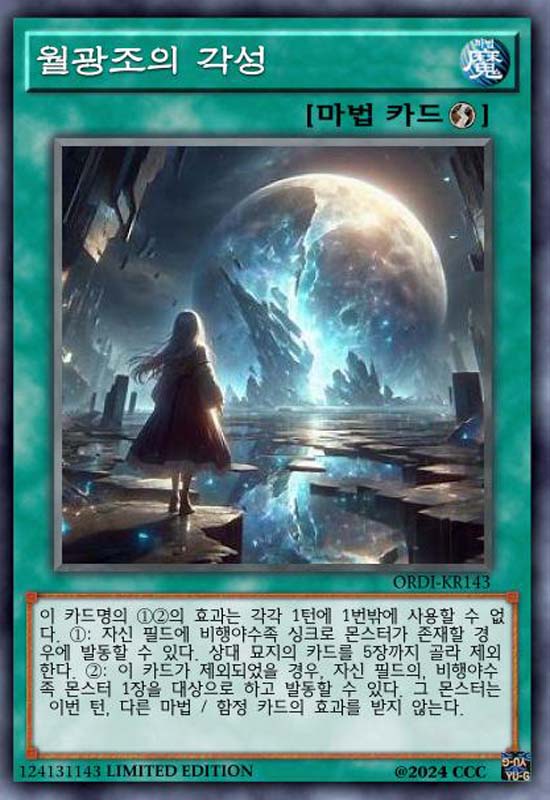 월광조의 각성
마법
魔
[마법 카드]
ORDI-KR143
이 카드명의 ①②의 효과는 각각 1턴에 1번밖에 사용할 수 없
다. ①: 자신 필드에 비행야수족 싱크로 몬스터가 존재할 경
우에 발동할 수 있다. 상대 묘지의 카드를 5장까지 골라 제외
한다. ②: 이 카드가 제외되었을 경우, 자신 필드의, 비행야수
족 몬스터 1장을 대상으로 하고 발동할 수 있다. 그 몬스터는
이번 턴, 다른 마법 / 함정 카드의 효과를 받지 않는다.
124131143 LIMITED EDITION
@2024 CCC
YU-G
YU-G